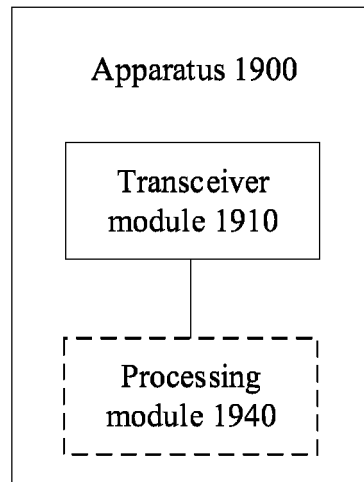 Apparatus 1900
Transceiver
module 1910
Processing
module 1940